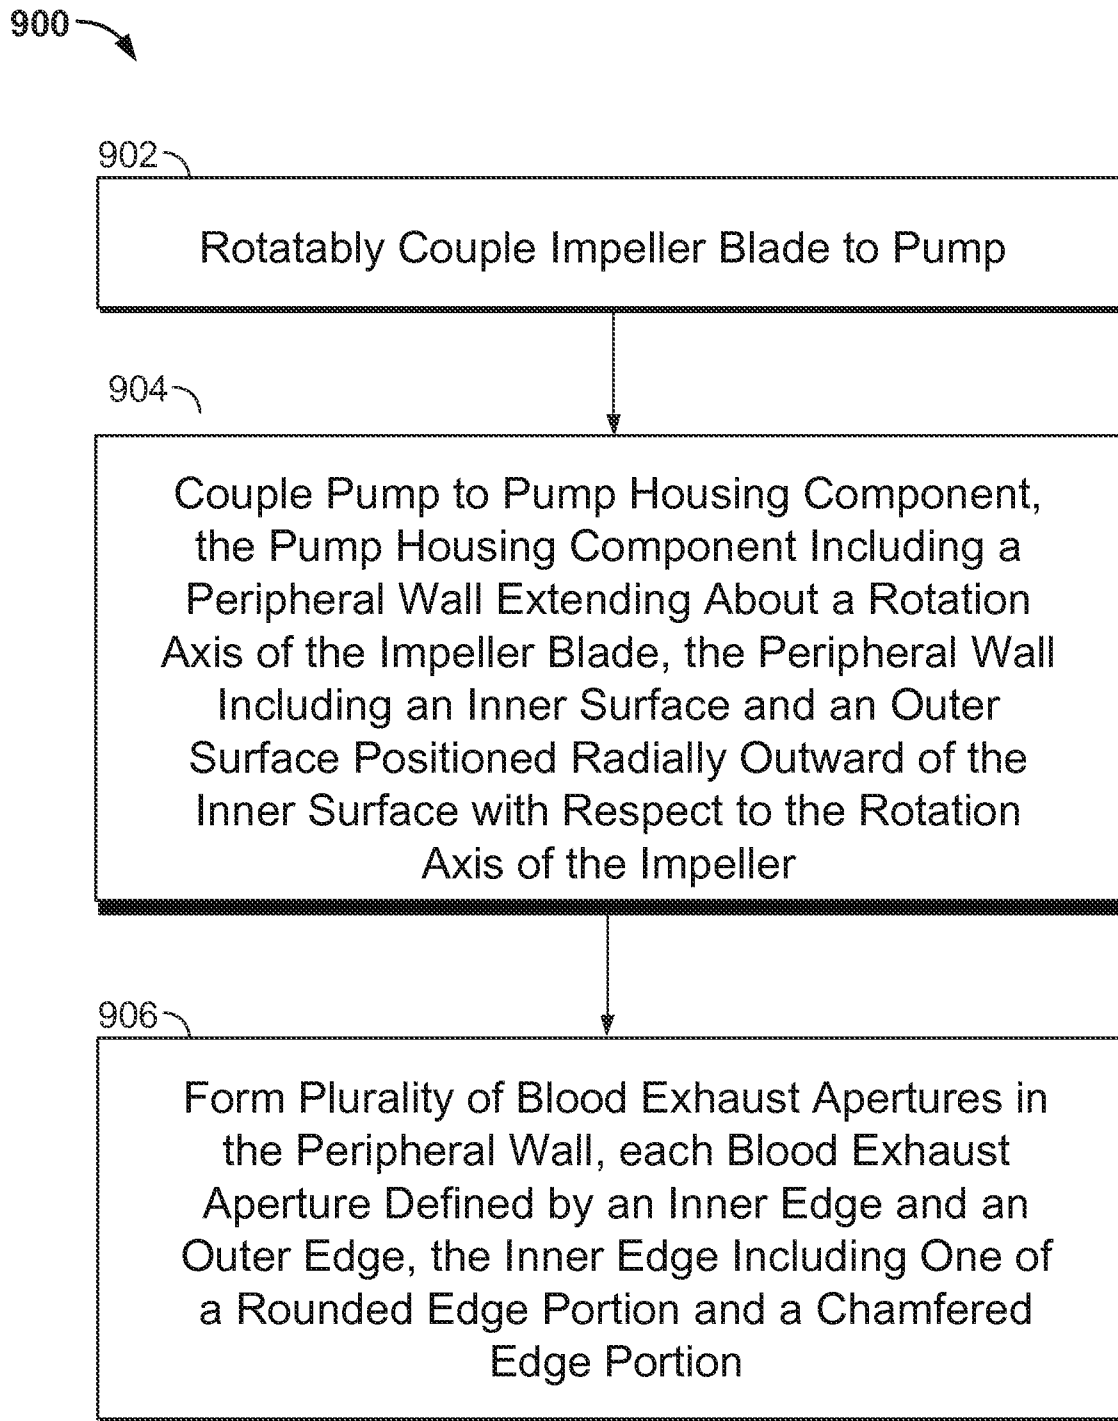 900
902
Rotatably Couple Impeller Blade to Pump
904
Couple Pump to Pump Housing Component,
the Pump Housing Component Including a
Peripheral Wall Extending About a Rotation
Axis of the Impeller Blade, the Peripheral Wall
Including an Inner Surface and an Outer
Surface Positioned Radially Outward of the
Inner Surface with Respect to the Rotation
Axis of the Impeller
906
Form Plurality of Blood Exhaust Apertures in
the Peripheral Wall, each Blood Exhaust
Aperture Defined by an Inner Edge and an
Outer Edge, the Inner Edge Including One of
a Rounded Edge Portion and a Chamfered
Edge Portion